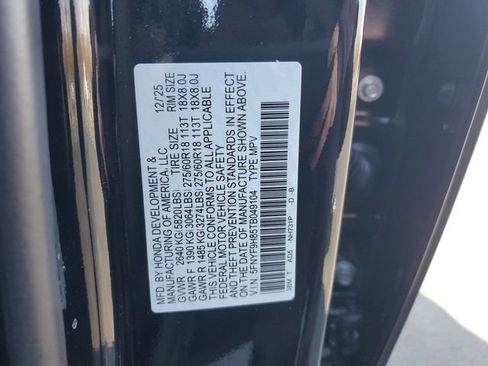 MFD. BY HONDA DEVELOPMENT & 12/25
MANUFACTURING OF AMERICA, LLC
TIRE SIZE RIM SIZE
GVWR 2640 KG(5820LBS)
GAWR F 1390 KG(3064LBS)275/60R18 113T 18X8.0J
GAWR R 1485 KG(3274LBS)275/60R18 113T 18X8.0J
THIS VEHICLE CONFORMS TO ALL APPLICABLE
FEDERAL MOTOR VEHICLE SAFETY
AND THEFT PREVENTION STANDARDS IN EFFECT
ON THE DATE OF MANUFACTURE SHOWN ABOVE.
V.I.N. 5FNYF9H85TB049104 TYPE:MPV
T AD5 -NH731P -D -B